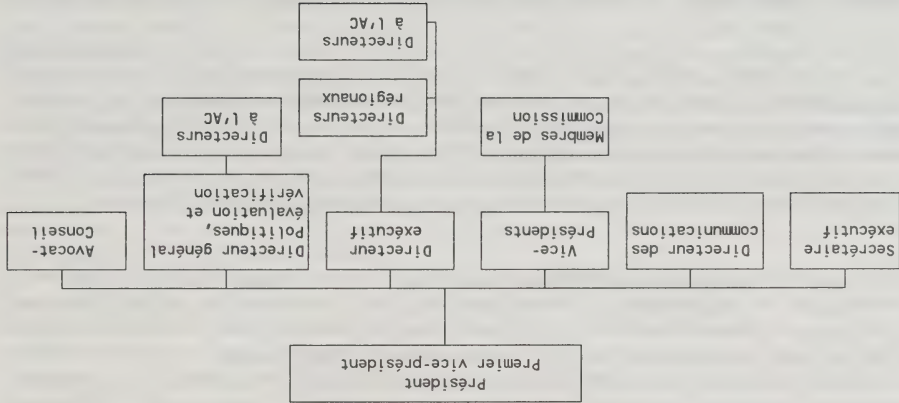 Président
Premier vice-président
Secrétaire
exécutif
Directeur des
communications
Vice-
Présidents
Directeur
exécutif
Directeur général
Politiques,
évaluation et
vérification
Avocat-
Conseil
Membres de la
Commission
Directeurs
régionaux
Directeurs
à l'AC
Directeurs
à l'AC